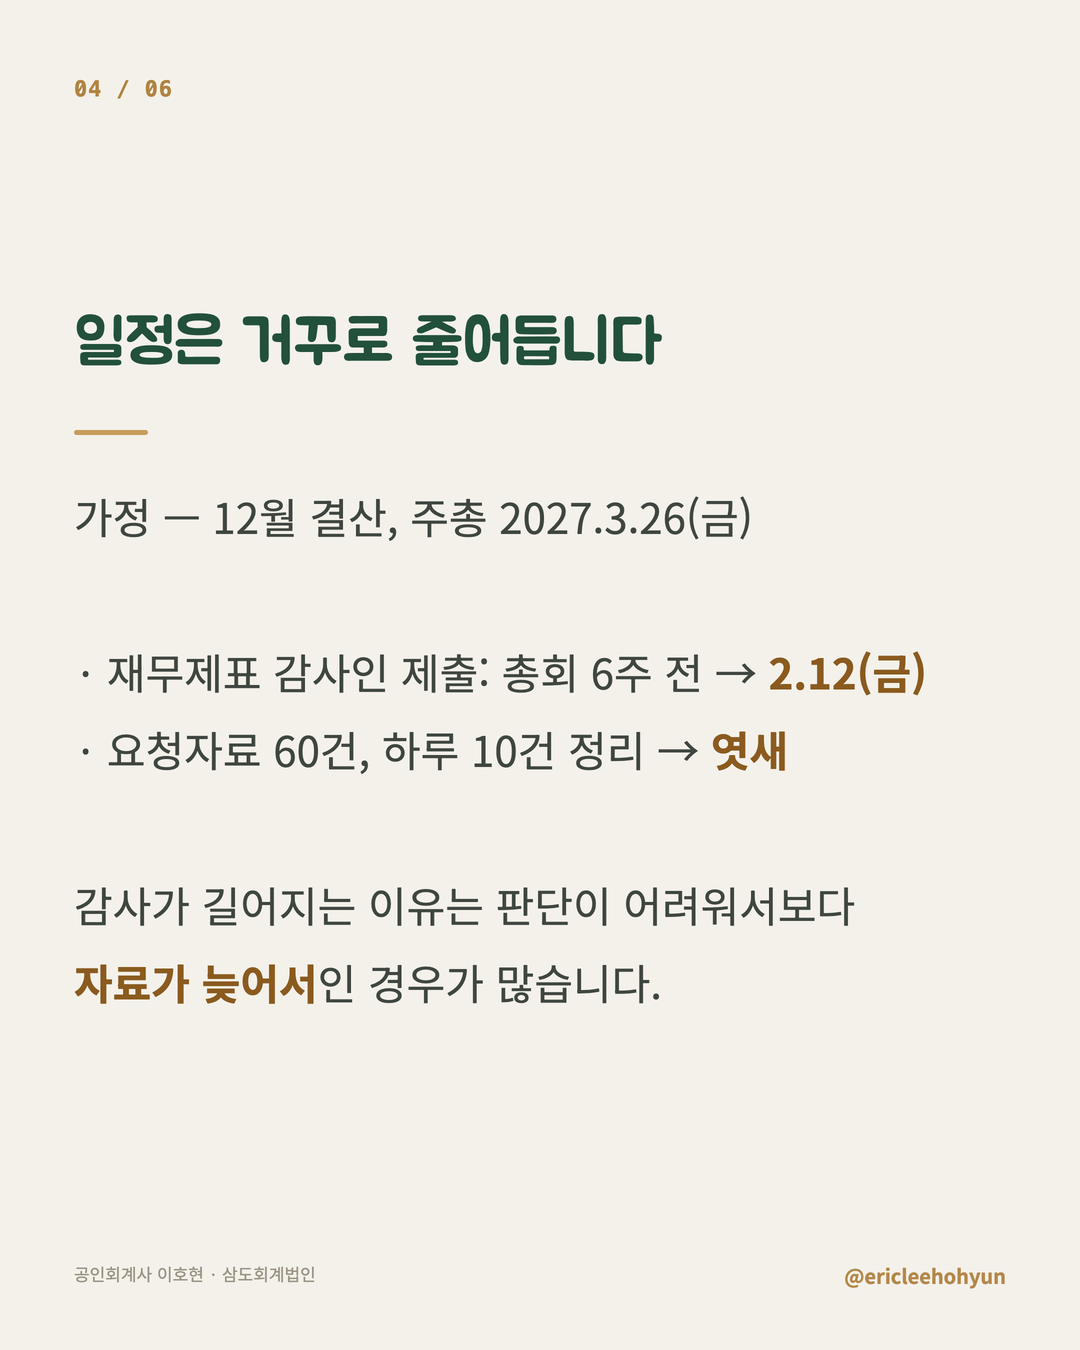 04 / 06
일정은 거꾸로 줄어듭니다
가정 — 12월 결산, 주총 2027.3.26(금)
· 재무제표 감사인 제출: 총회 6주 전 → 2.12(금)
· 요청자료 60건, 하루 10건 정리 → 엿새
감사가 길어지는 이유는 판단이 어려워서보다
자료가 늦어서인 경우가 많습니다.
공인회계사 이호현 · 삼도회계법인
@ericleehohyun